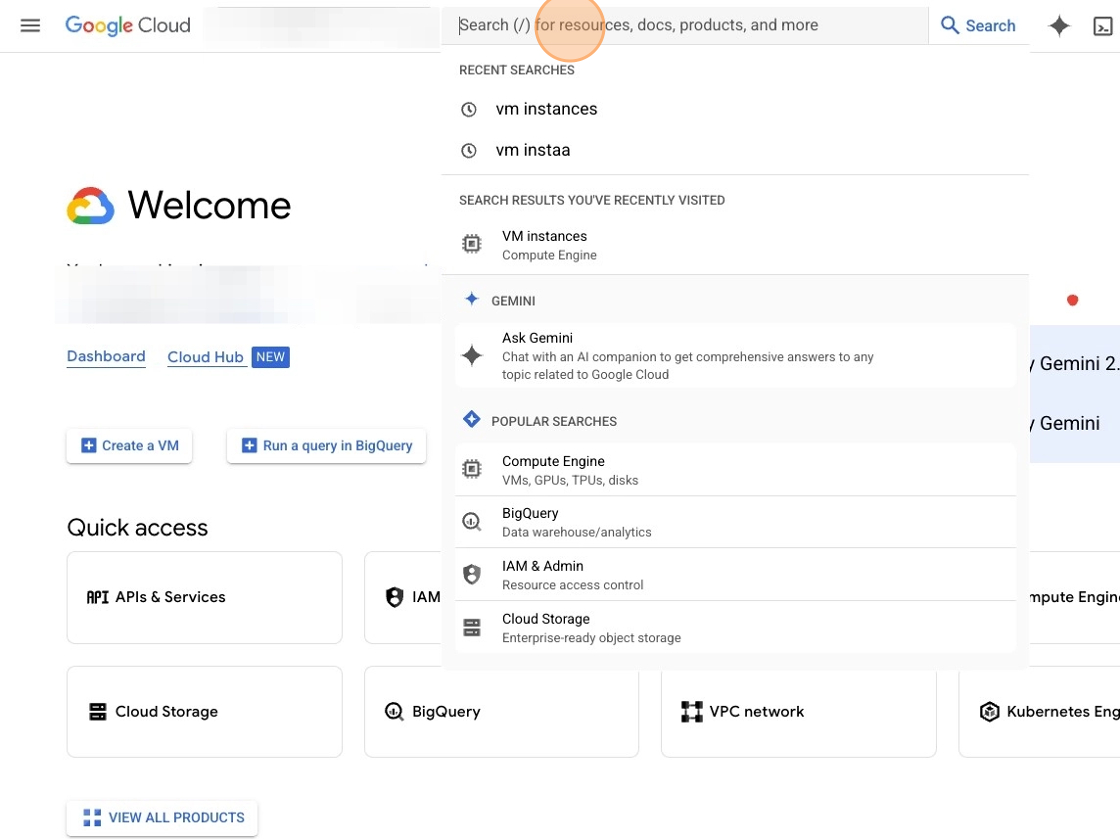 Google Cloud
Search (/) for resources, docs, products, and more
Search
RECENT SEARCHES
vm instances
vm instaa
SEARCH RESULTS YOU'VE RECENTLY VISITED
VM instances
Compute Engine
GEMINI
Ask Gemini
Chat with an AI companion to get comprehensive answers to any
topic related to Google Cloud
POPULAR SEARCHES
Compute Engine
VMs, GPUs, TPUs, disks
BigQuery
Data warehouse/analytics
IAM & Admin
Resource access control
Cloud Storage
Enterprise-ready object storage
Welcome
Dashboard
Cloud Hub NEW
y Gemini 2.
y Gemini
Create a VM
Run a query in BigQuery
Quick access
API APIs & Services
IAM
mpute Engin
Cloud Storage
BigQuery
VPC network
Kubernetes Eng
VIEW ALL PRODUCTS